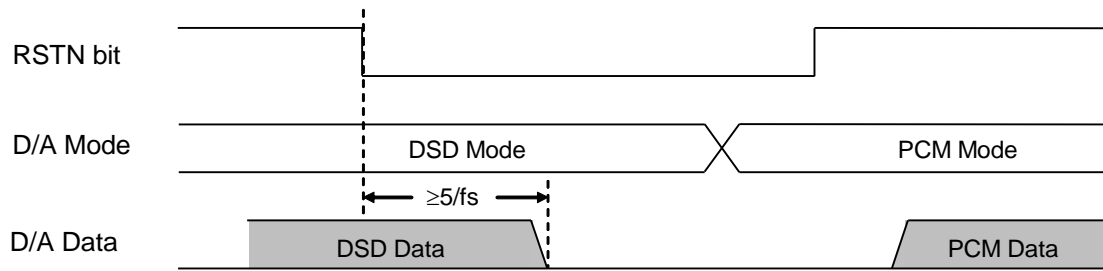 RSTN bit
D/A Mode
DSD Mode
PCM Mode
≥5/fs
D/A Data
DSD Data
PCM Data